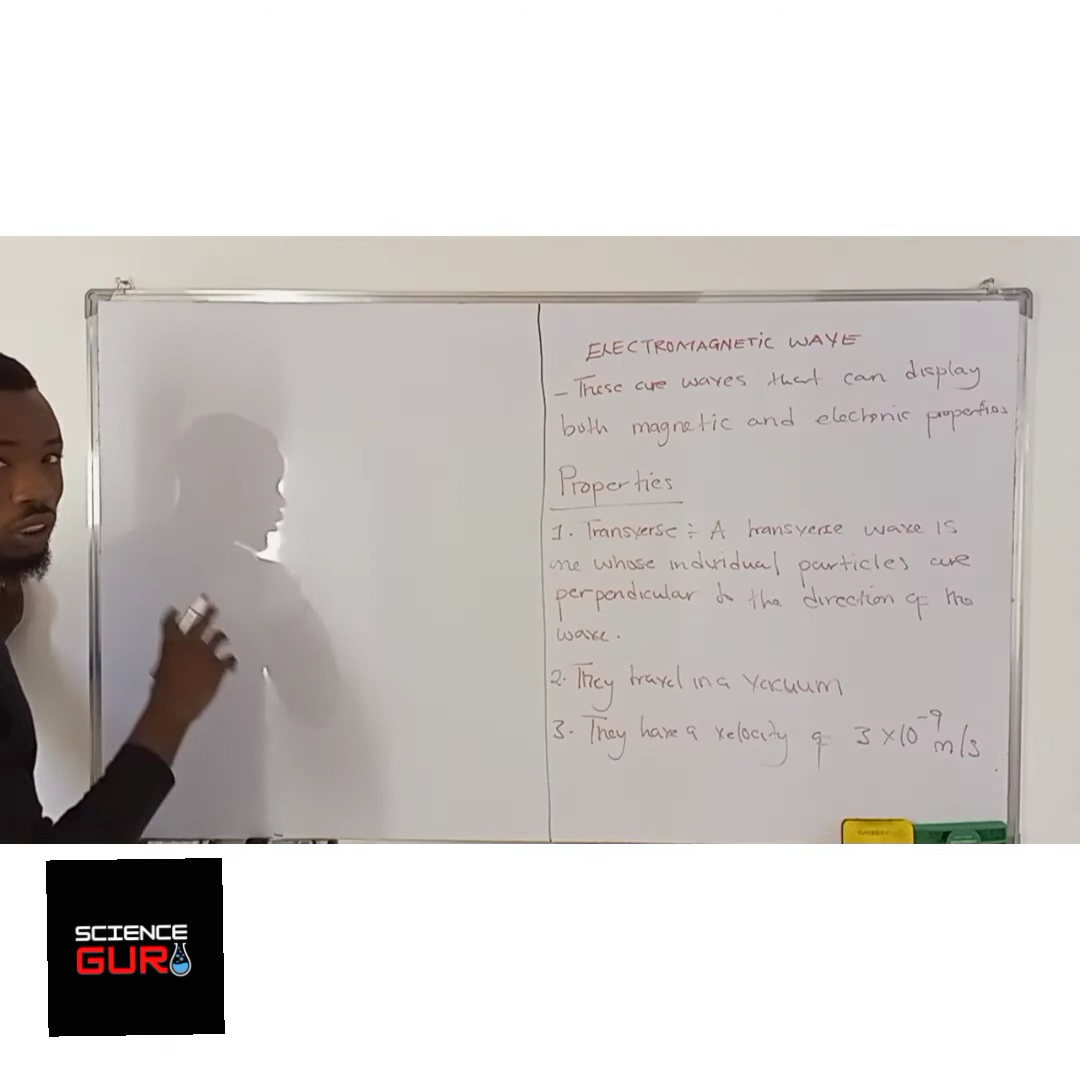 ELECTROMAGNETIC WAVE
- These are waves that can display
both magnetic and electronic properties
Properties
1. Transverse : A transverse wave is
one whose individual particles are
perpendicular to the direction of the
wave.
2. They travel in a vacuum
3. They have a velocity of 3 x 10⁻⁹ m/s
SCIENCE
GURU